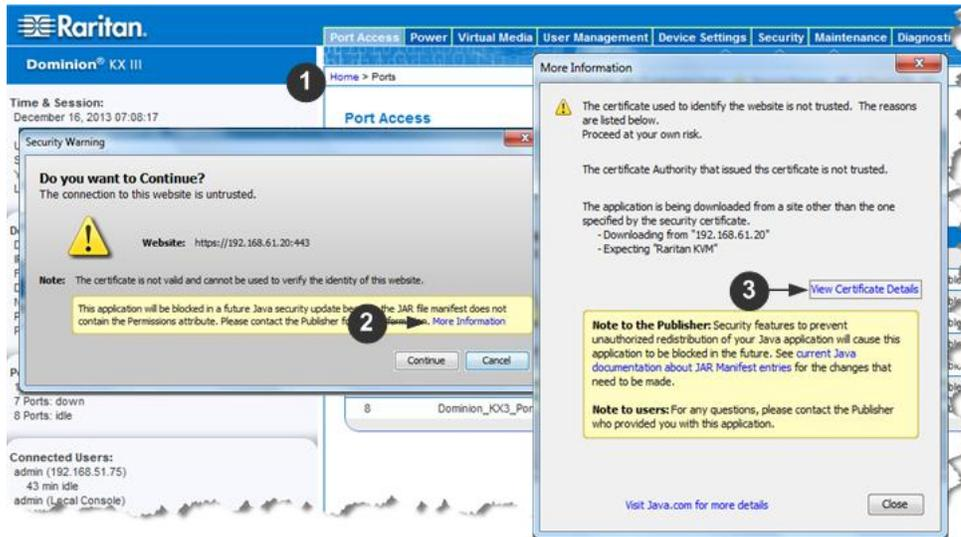 Raritan.
Dominion® KX III
Port Access Power Virtual Media User Management Device Settings Security Maintenance
Home > Ports
Port Access
Time & Session:
December 16, 2013 07:08:17
1
Security Warning
Do you want to Continue?
The connection to this website is untrusted.
Website: https://192.168.61.20:443
Note: The certificate is not valid and cannot be used to verify the identity of this website.
This application will be blocked in a future Java security update the JAR file manifest does not
contain the Permissions attribute. Please contact the Publisher More Information
2
Continue
Cancel
7 Ports: down
8 Ports: idle
8
Connected Users:
admin (192.168.51.75)
43 min idle
admin (Local Console)
More Information
The certificate used to identify the website is not trusted. The reasons
are listed below.
Proceed at your own risk.
The certificate Authority that issued ths certificate is not trusted.
The application is being downloaded from a site other than the one
specified by the security certificate.
- Downloading from "192.168.61.20"
- Expecting "Raritan KVM"
3
View Certificate Details
Note to the Publisher: Security features to prevent
unauthorized redistribution of your Java application will cause this
application to be blocked in the future. See current Java
documentation about JAR Manifest entries for the changes that
need to be made.
Note to users: For any questions, please contact the Publisher
who provided you with this application.
Visit Java.com for more details
Close